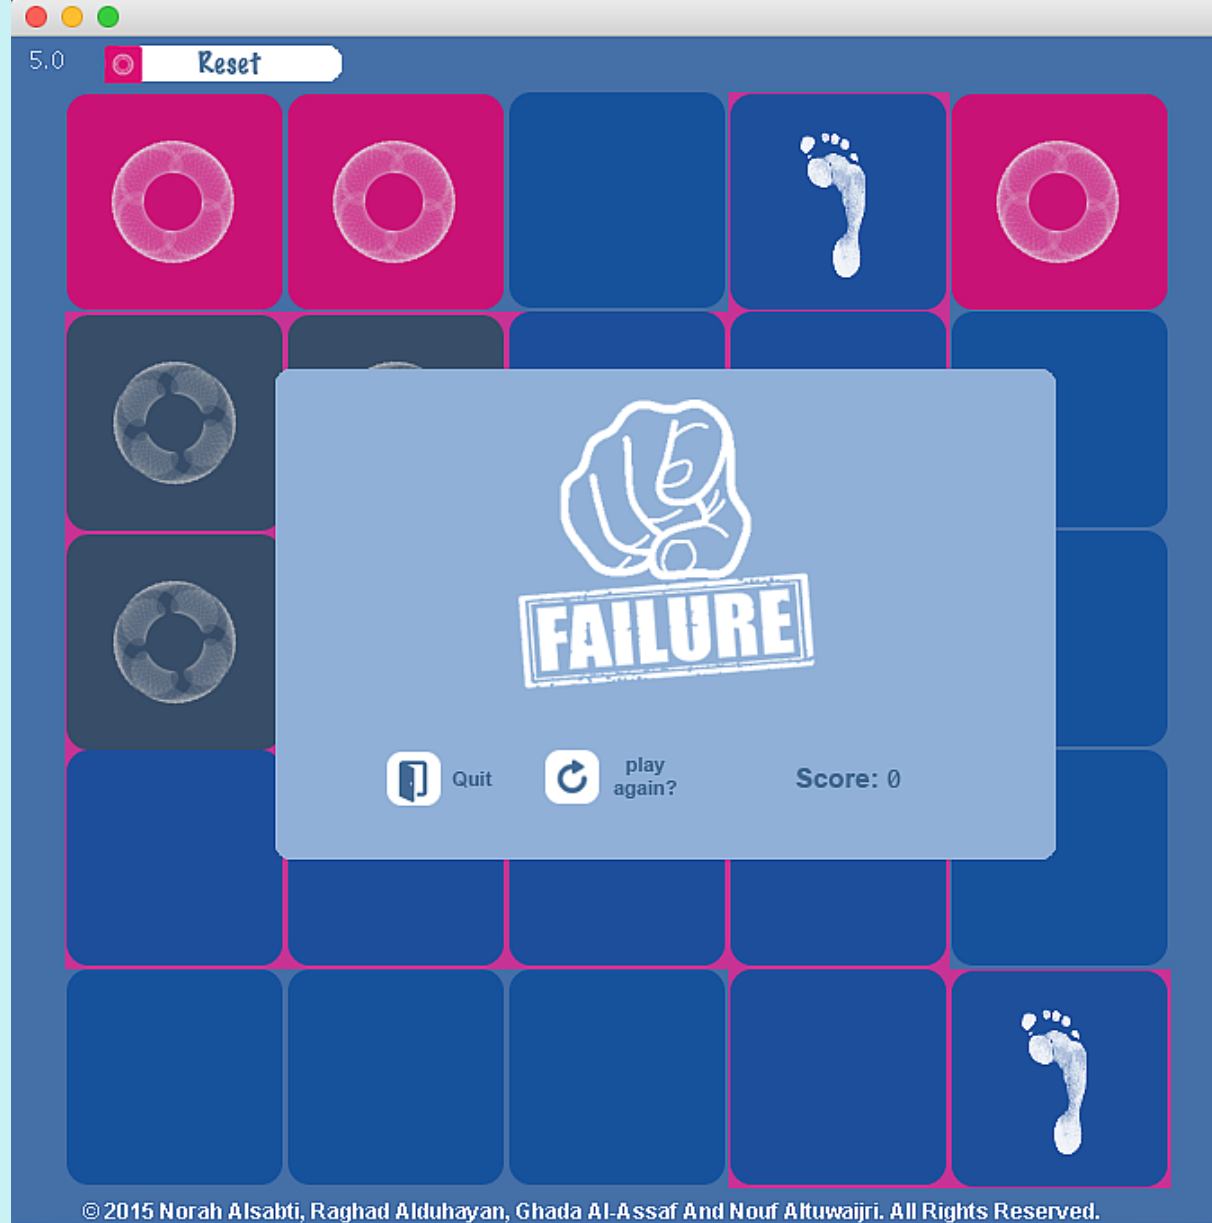 5.0
Reset
FAILURE
Quit
play
again?
Score: 0
© 2015 Norah Alsabti, Raghad Alduhayan, Ghada Al-Assaf And Nouf Altuwaijri. All Rights Reserved.